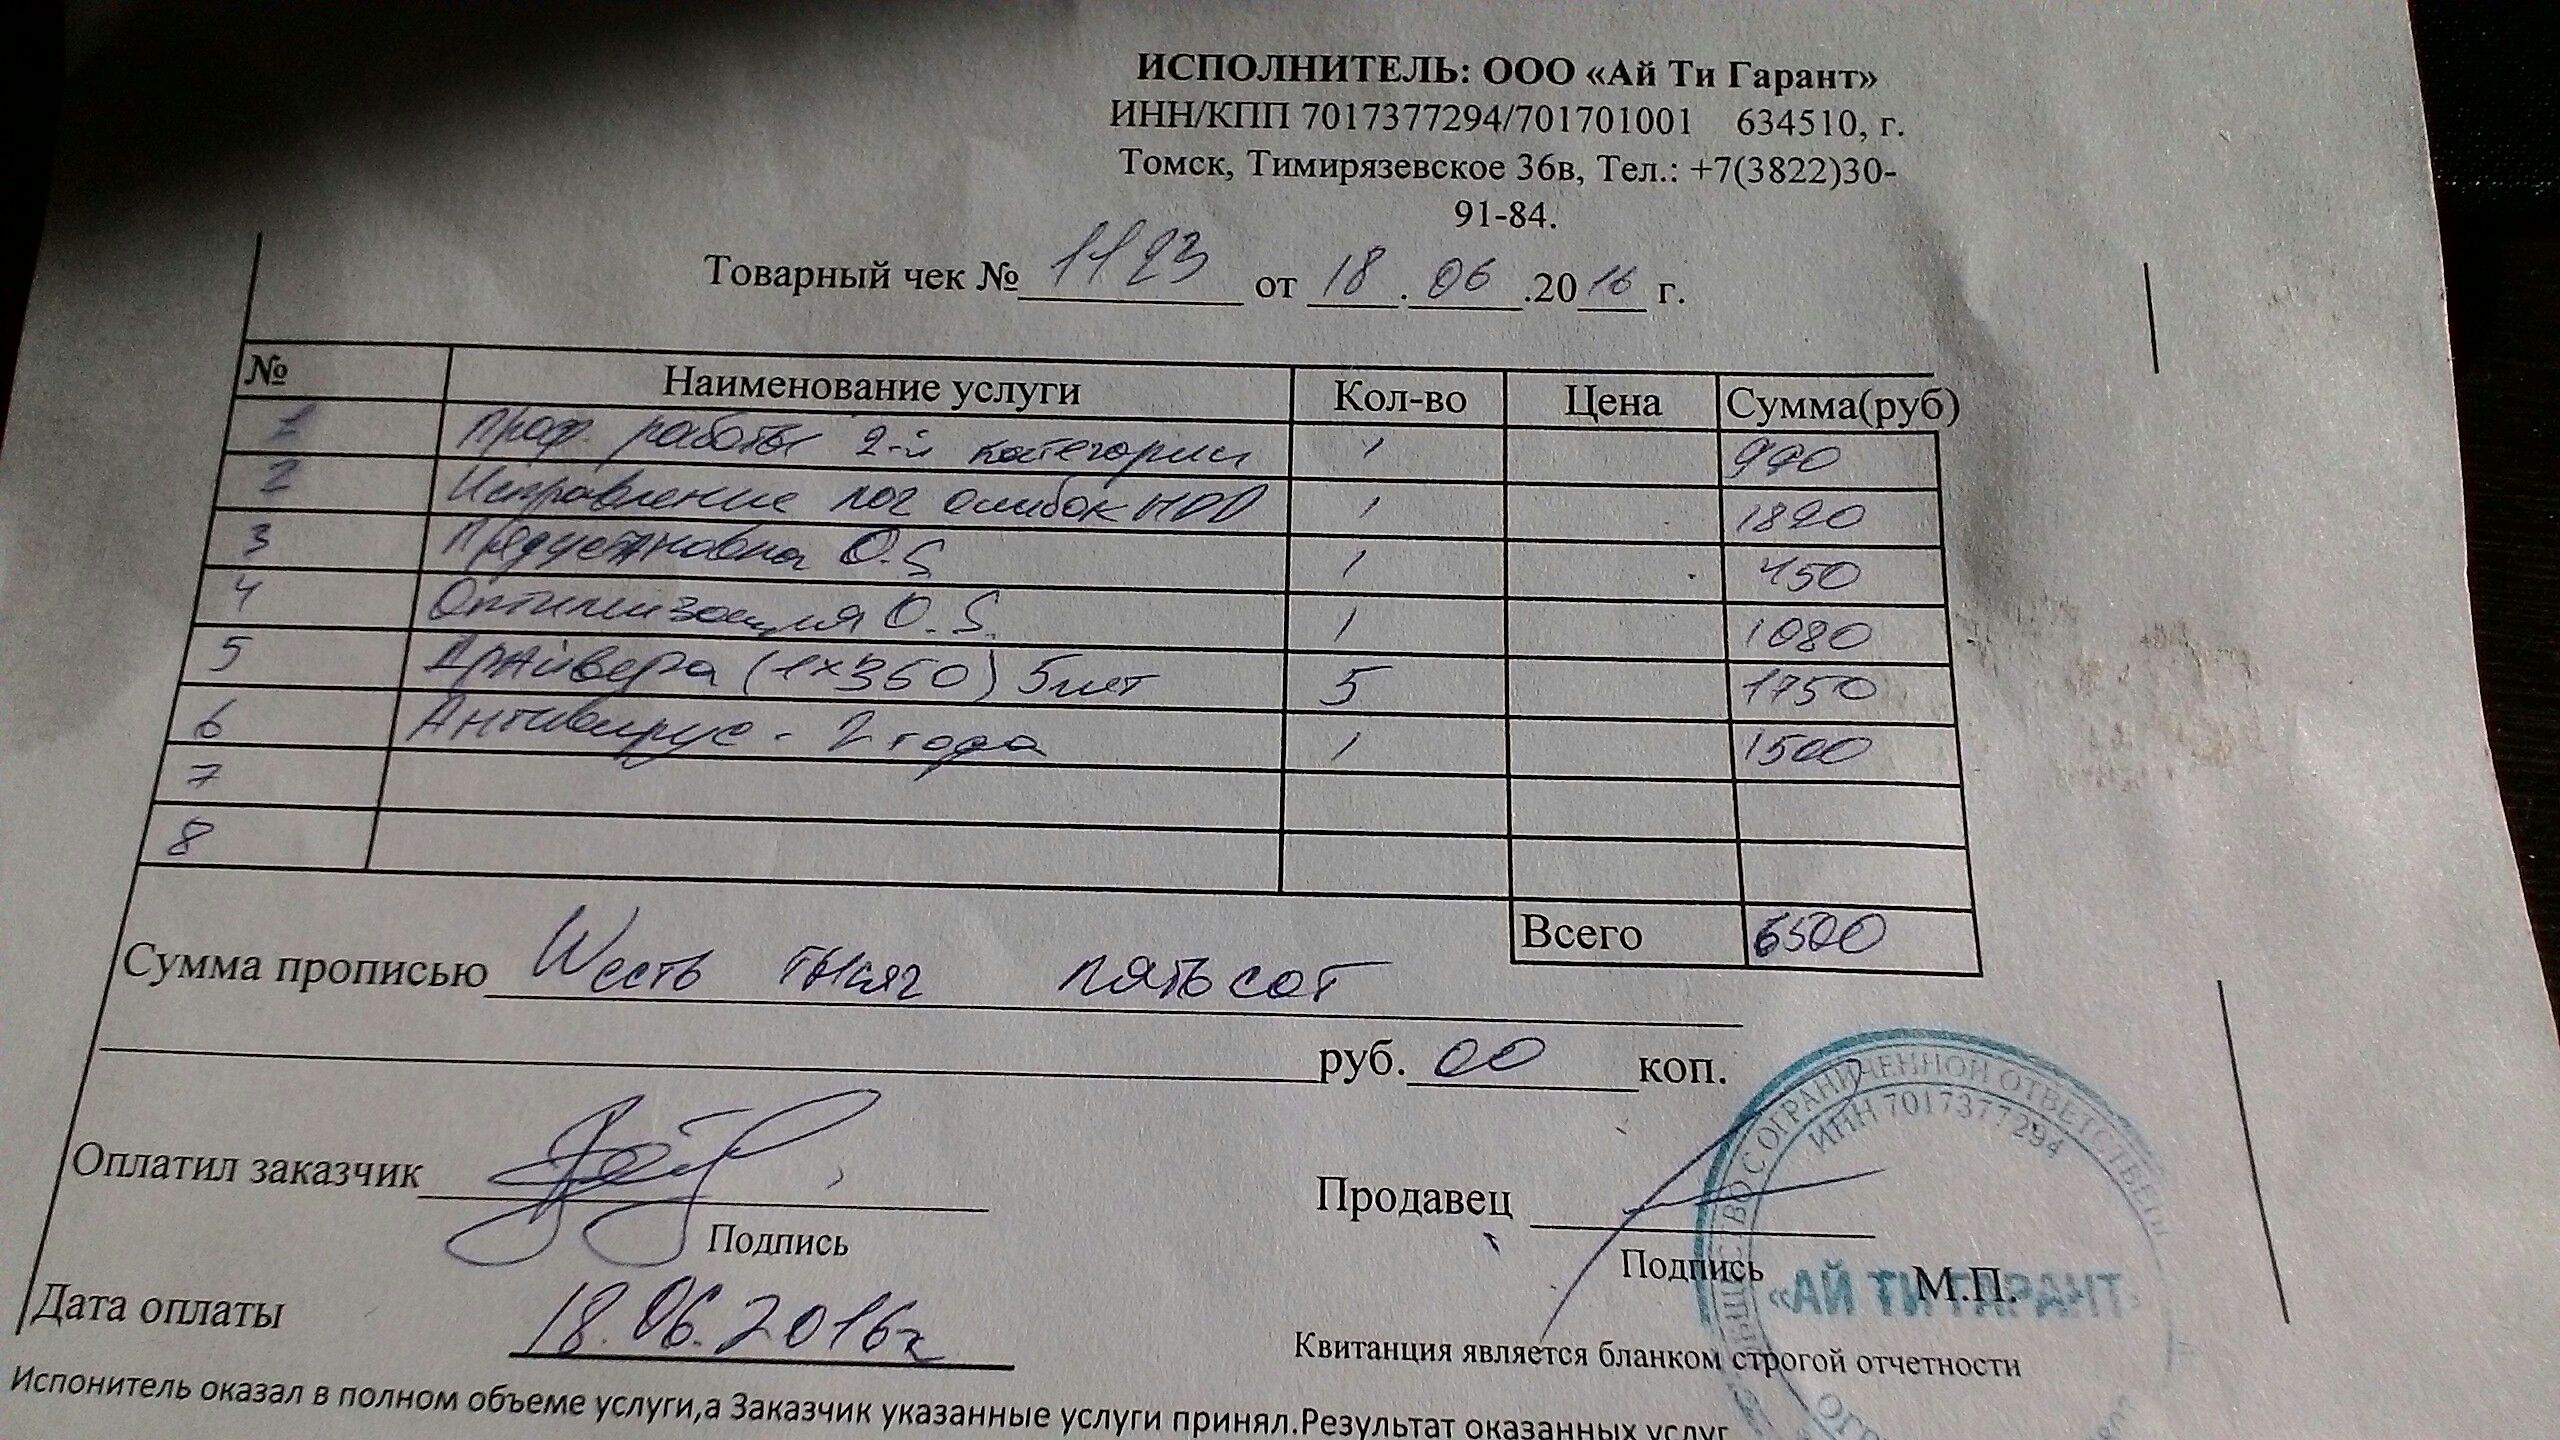 ИСПОЛНИТЕЛЬ: ООО «Ай Ти Гарант»
ИНН/КПП 7017377294/701701001 634510, г.
Томск, Тимирязевское 36в, Тел.: +7(3822)30-
91-84.
Товарный чек № 1123 от 18.06.2016 г.
№ Наименование услуги Кол-во Цена Сумма(руб)
1 Проф. работы 2-й категории 1 990
2 Исправление лог ошибок HDD 1 1820
3 Предустановка O.S 1 450
4 Оптимизация O.S. 1 1080
5 Драйвера (1x350) 5шт 5 1750
6 Антивирус - 2 года 1 1500
7
8
Всего 6500
Сумма прописью Шесть тысяч пятьсот
руб. 00 коп.
Оплатил заказчик
Продавец
Подпись
Подпись
М.П.
Дата оплаты 18.06.2016г
Квитанция является бланком строгой отчетности
Испонитель оказал в полном объеме услуги,а Заказчик указанные услуги принял.Результат оказанных услуг
С ОГРАНИЧЕННОЙ ОТВЕТСТВЕНН
ИНН 7017377294
«АЙ ТИ ГАРАНТ»